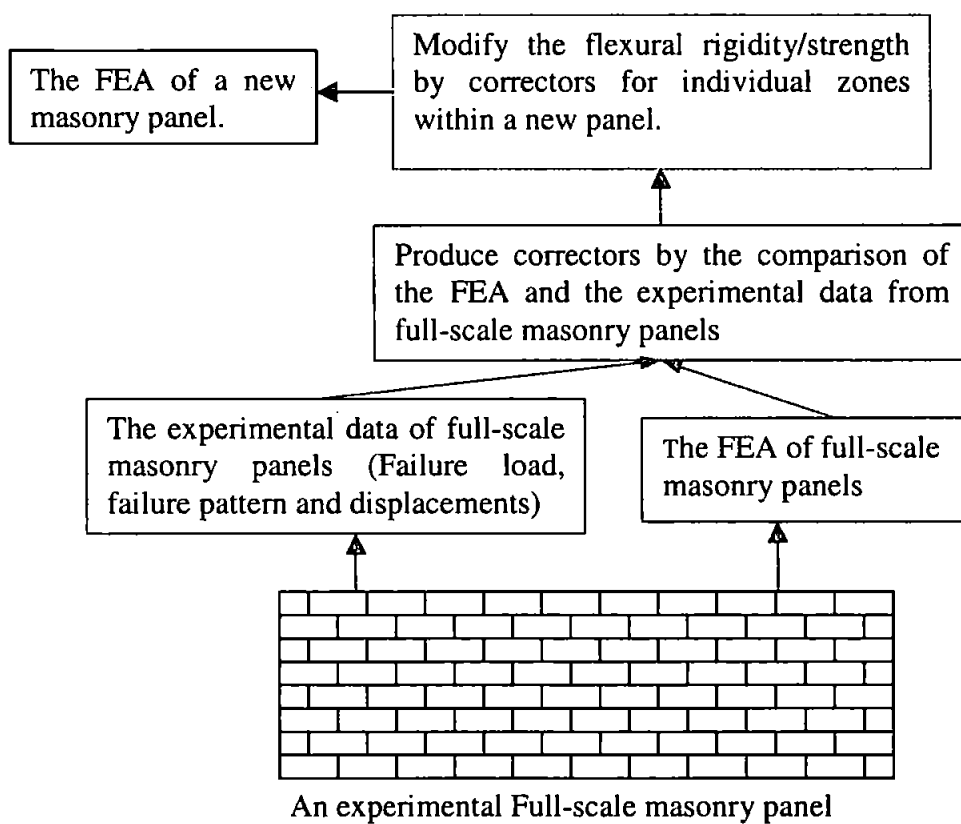 The FEA of a new
masonry panel.
Modify the flexural rigidity/strength
by correctors for individual zones
within a new panel.
Produce correctors by the comparison of
the FEA and the experimental data from
full-scale masonry panels
The experimental data of full-scale
masonry panels (Failure load,
failure pattern and displacements)
The FEA of full-scale
masonry panels
An experimental Full-scale masonry panel